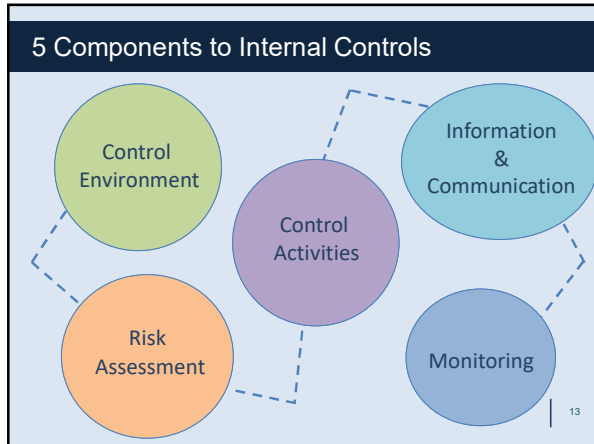 5 Components to Internal Controls
Control
Environment
Risk
Assessment
Control
Activities
Information
&
Communication
Monitoring
13